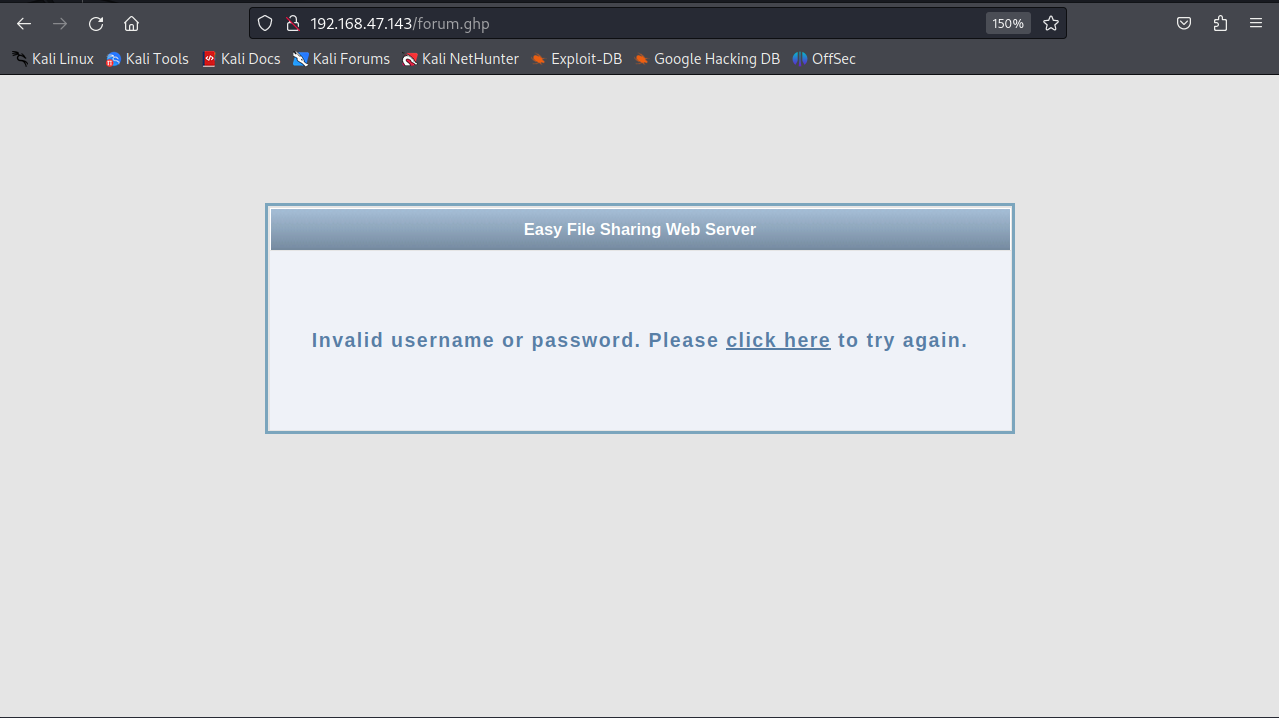 192.168.47.143/forum.ghp 150%
Kali Linux Kali Tools Kali Docs Kali Forums Kali NetHunter Exploit-DB Google Hacking DB OffSec
Easy File Sharing Web Server
Invalid username or password. Please click here to try again.